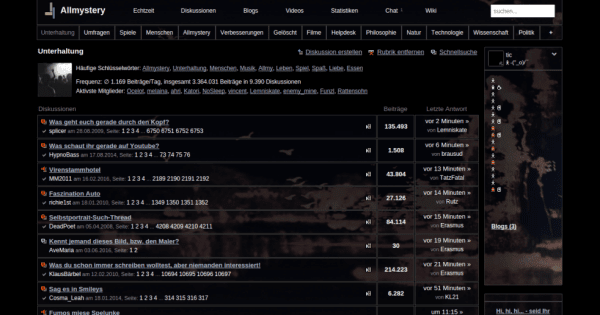 Allmystery Echtzeit Diskussionen Blogs Videos Statistiken Chat Wiki suchen...
Unterhaltung Umfragen Spiele Menschen Allmystery Verbesserungen Gelöscht Filme Helpdesk Philosophie Natur Technologie Wissenschaft Politik +
Unterhaltung Diskussion erstellen Rubrik entfernen Schnellsuche
Häufige Schlüsselwörter: Allmystery, Unterhaltung, Menschen, Musik, Allmy, Leben, Spiel, Spaß, Liebe, Essen
Frequenz: ∅ 1.169 Beiträge/Tag, insgesamt 3.364.031 Beiträge in 9.390 Diskussionen
Aktivste Mitglieder: Ocelot, metaina, ahri, Katori, NoSleep, vincent, Lemniskate, enemy_mine, Funzl, Rattensohn
Diskussionen Beiträge Letzte Antwort
Was geht euch gerade durch den Kopf?
splicer am 28.06.2009, Seite: 1 2 3 4 . . 6750 6751 6752 6753
135.493
vor 2 Minuten »
von Lemniskate
Was schaut ihr gerade auf Youtube?
HypnoBass am 17.08.2014, Seite: 1 2 3 4 . . 73 74 75 76
1.508
vor 6 Minuten »
von brausud
Virenstammhotel
MM2011 am 16.02.2016, Seite: 1 2 3 4 . . 2189 2190 2191 2192
43.804
vor 13 Minuten »
von TatzFatal
Faszination Auto
richie1st am 18.01.2010, Seite: 1 2 3 4 . . 1349 1350 1351 1352
27.126
vor 14 Minuten »
von Rutz
Selbstportrait-Such-Thread
DeadPoet am 05.04.2009, Seite: 1 2 3 4 . . 4208 4209 4210 4211
84.114
vor 15 Minuten »
von Erasmus
Kennt jemand dieses Bild, bzw. den Maler?
AveMaria am 03.06.2016, Seite: 1 2
30
vor 19 Minuten »
von Erasmus
Was du schon immer schreiben wolltest, aber niemanden interessiert!
KlausBärbel am 12.02.2010, Seite: 1 2 3 4 . . 10694 10695 10696 10697
214.223
vor 21 Minuten »
von Erasmus
Sag es in Smileys
Cosma_Leah am 18.01.2014, Seite: 1 2 3 4 . . 314 315 316 317
6.282
vor 51 Minuten »
von KL21
Fumos miese Spelunke
um 11:15 »
Blogs (3)
Hi, hi,... - seid Ihr